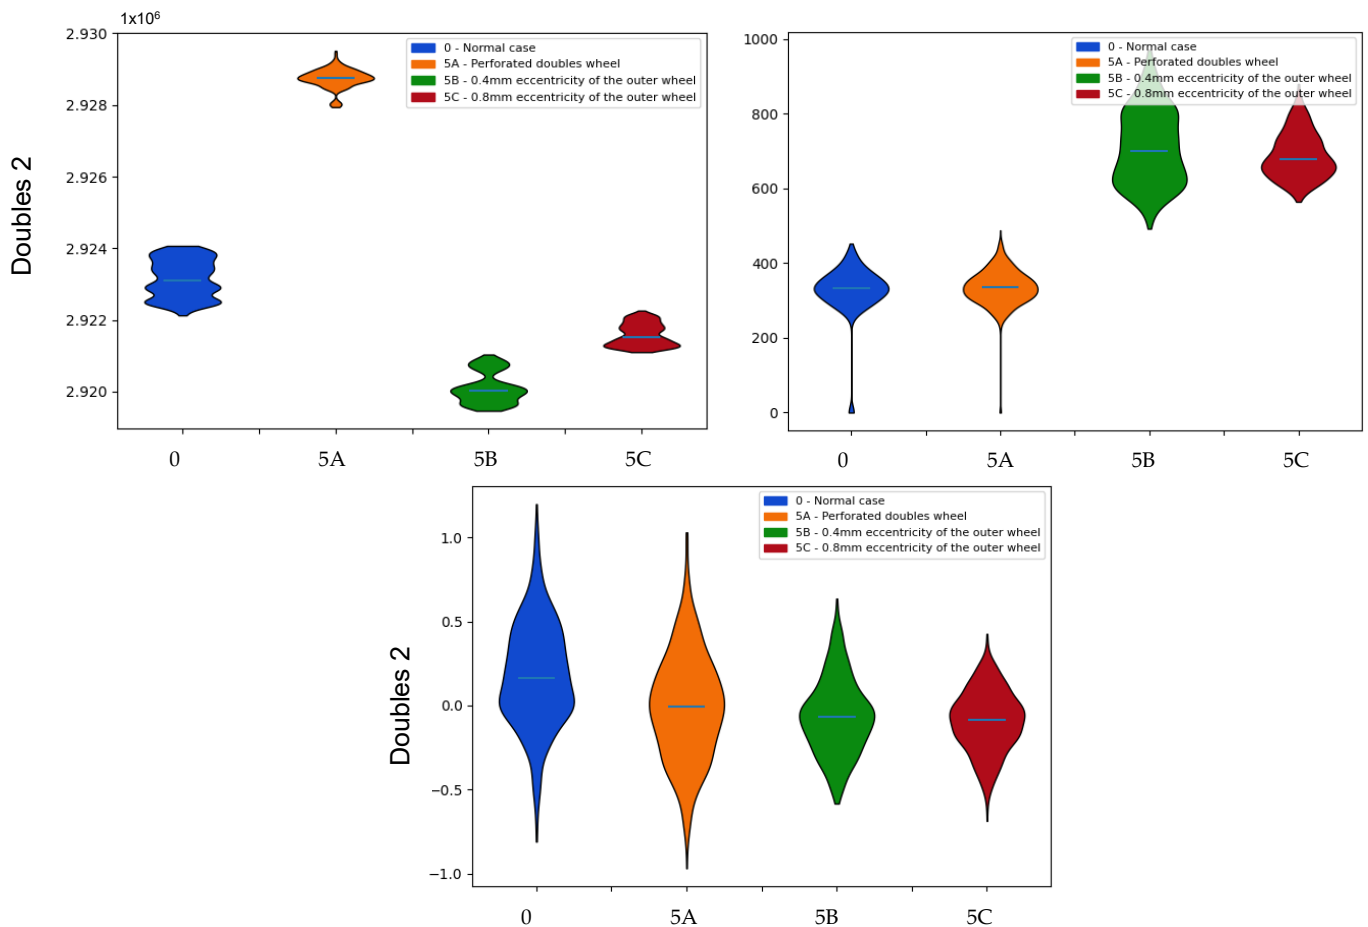 1x10⁶
2.930
2.928
2.926
2.924
2.922
2.920
Doubles 2
0 - Normal case
5A - Perforated doubles wheel
5B - 0.4mm eccentricity of the outer wheel
5C - 0.8mm eccentricity of the outer wheel
0 5A 5B 5C
1000
800
600
400
200
0
0 - Normal case
5A - Perforated doubles wheel
5B - 0.4mm eccentricity of the outer wheel
5C - 0.8mm eccentricity of the outer wheel
0 5A 5B 5C
1.0
0.5
0.0
−0.5
−1.0
Doubles 2
0 - Normal case
5A - Perforated doubles wheel
5B - 0.4mm eccentricity of the outer wheel
5C - 0.8mm eccentricity of the outer wheel
0 5A 5B 5C